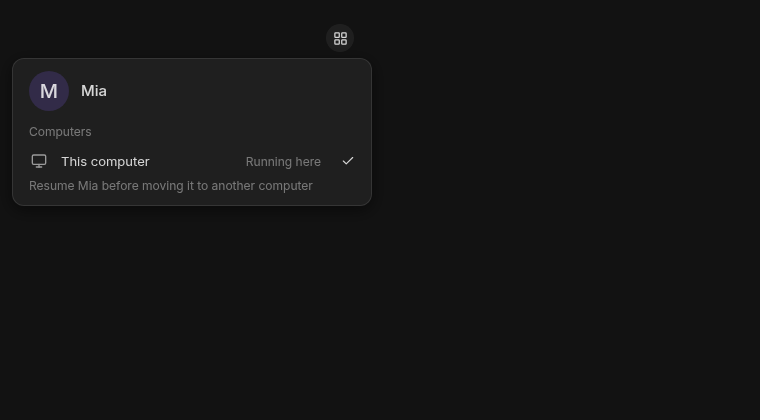 M Mia
Computers
This computer Running here
Resume Mia before moving it to another computer